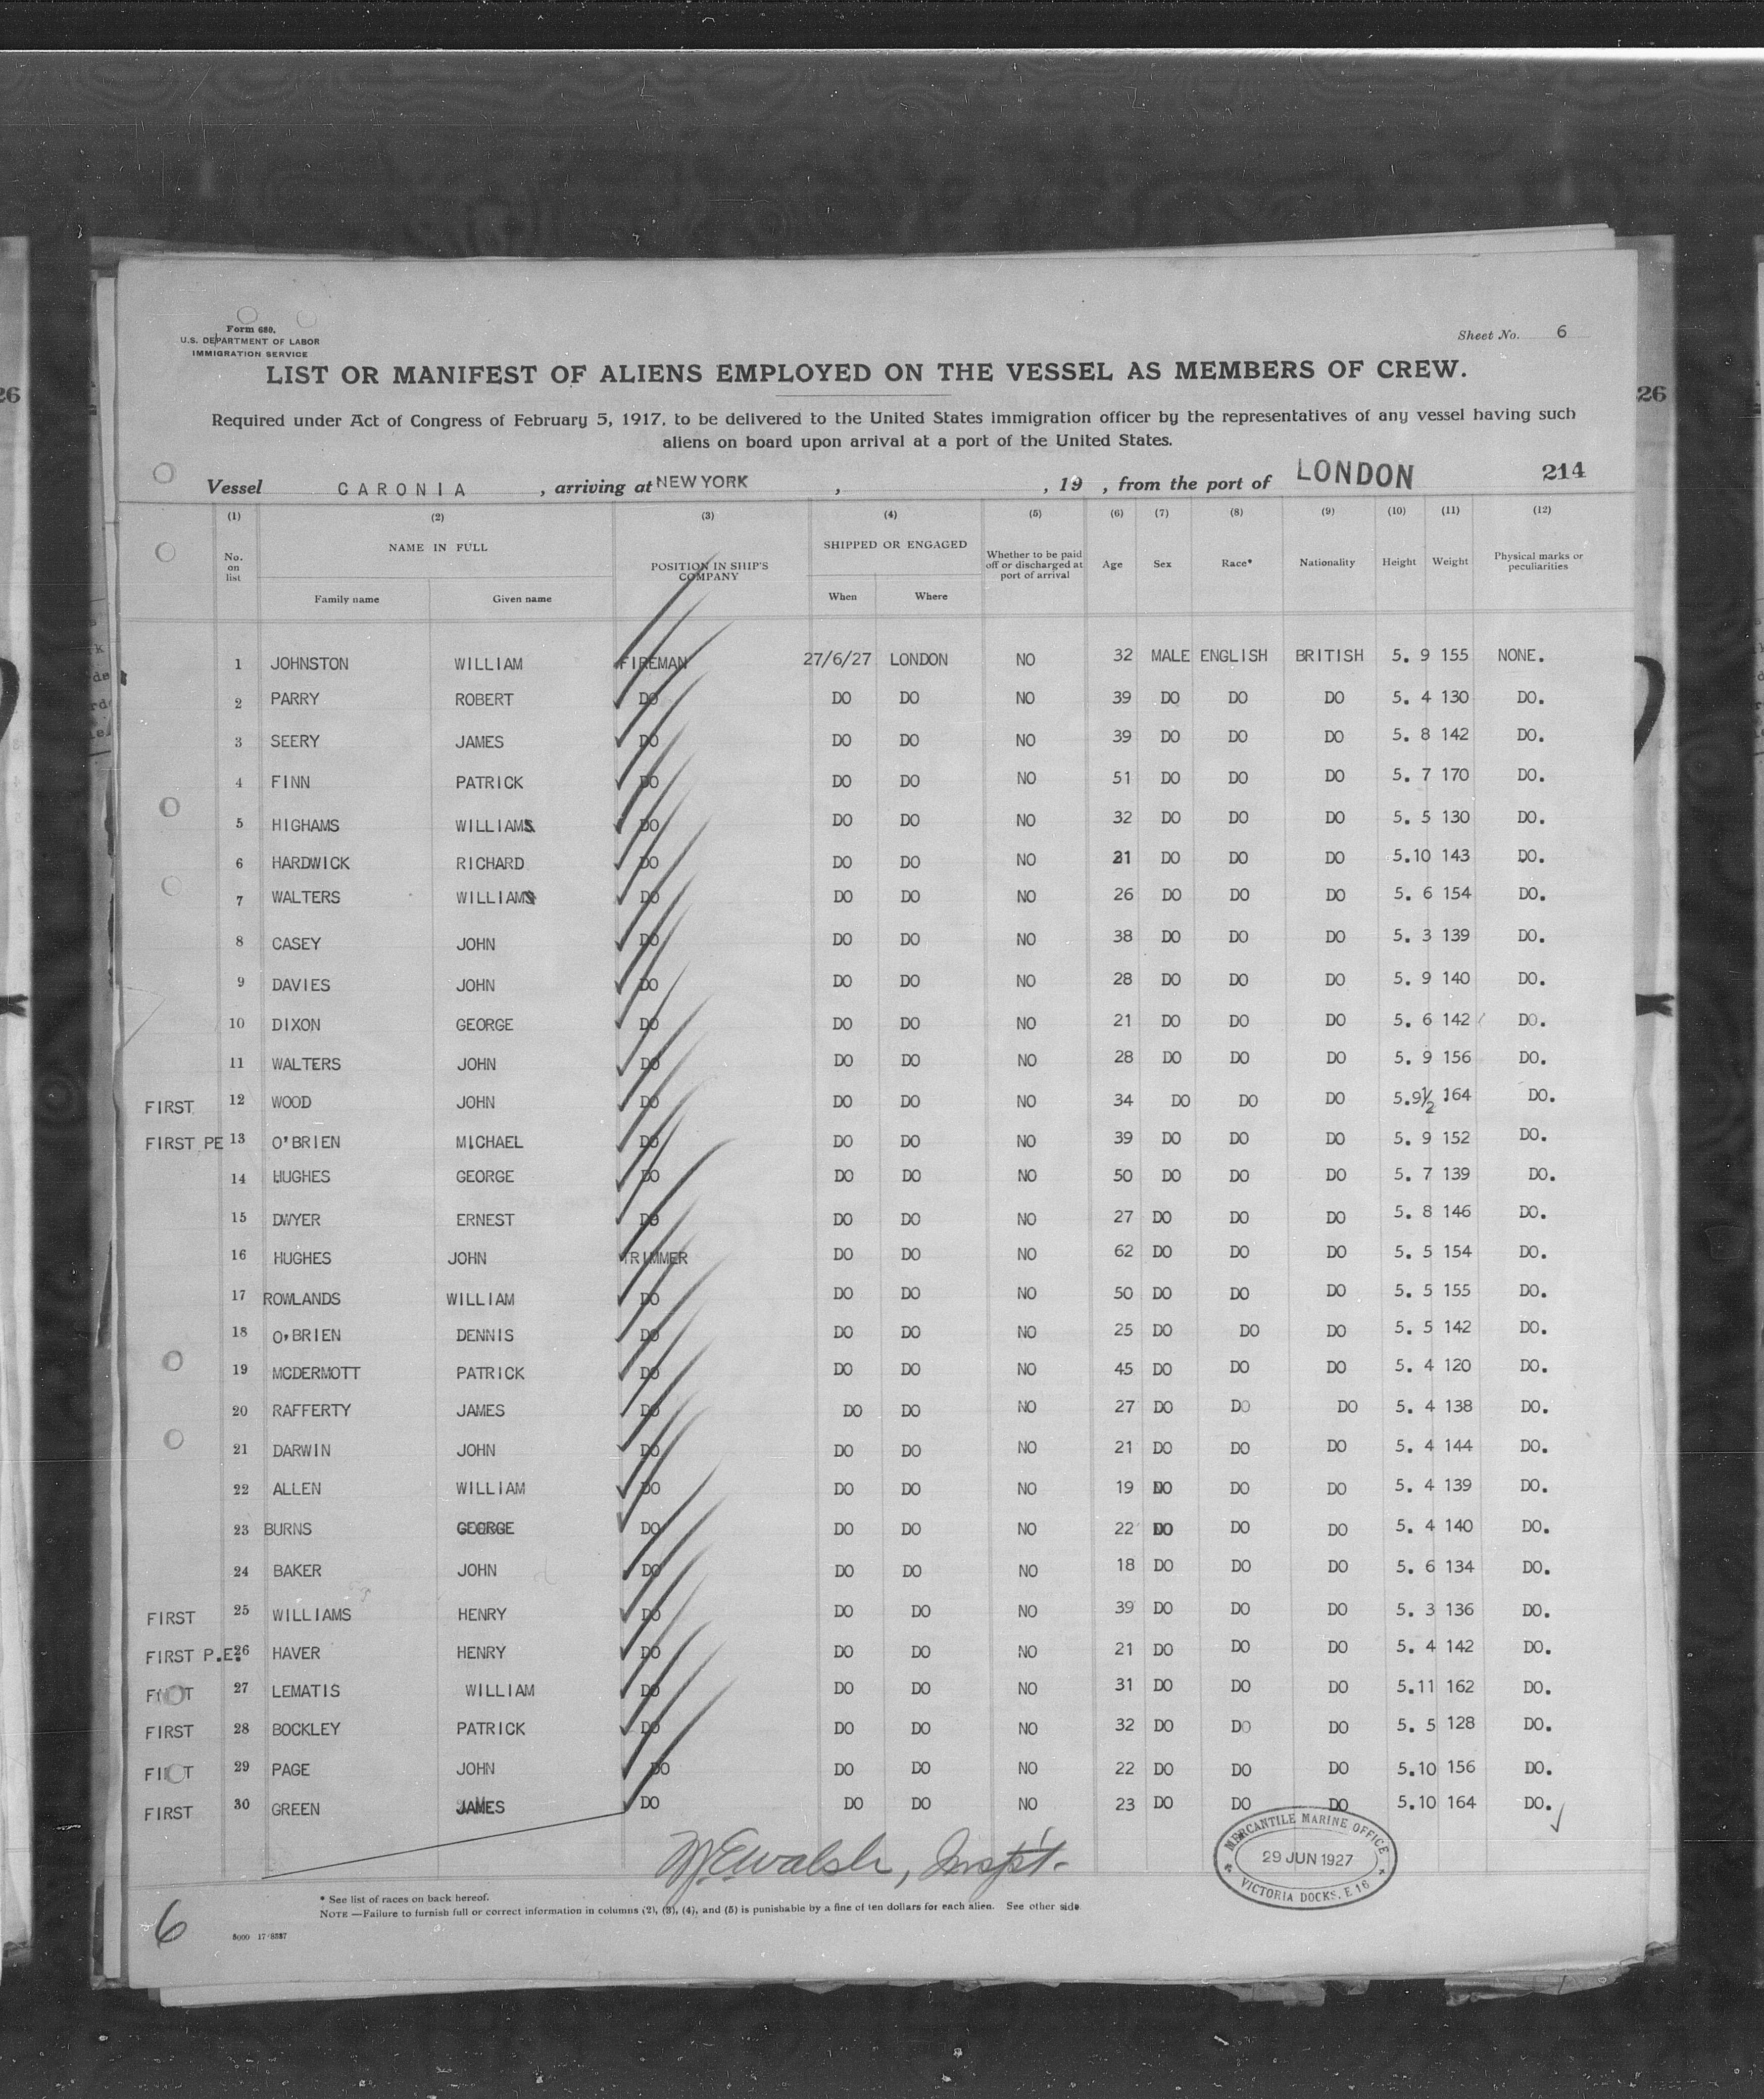 Form 680.
U.S. DEPARTMENT OF LABOR
IMMIGRATION SERVICE
Sheet No. 6
LIST OR MANIFEST OF ALIENS EMPLOYED ON THE VESSEL AS MEMBERS OF CREW.
Required under Act of Congress of February 5, 1917, to be delivered to the United States immigration officer by the representatives of any vessel having such
aliens on board upon arrival at a port of the United States.
Vessel CARONIA, arriving at NEW YORK, , 19 , from the port of LONDON 214
(1) (2) (3) (4) (5) (6) (7) (8) (9) (10) (11) (12)
No. on list NAME IN FULL POSITION IN SHIP'S COMPANY SHIPPED OR ENGAGED Whether to be paid off or discharged at port of arrival Age Sex Race* Nationality Height Weight Physical marks or peculiarities
Family name Given name When Where
1 JOHNSTON WILLIAM FIREMAN 27/6/27 LONDON NO 32 MALE ENGLISH BRITISH 5. 9 155 NONE.
2 PARRY ROBERT DO DO DO NO 39 DO DO DO 5. 4 130 DO.
3 SEERY JAMES DO DO DO NO 39 DO DO DO 5. 8 142 DO.
4 FINN PATRICK DO DO DO NO 51 DO DO DO 5. 7 170 DO.
5 HIGHAMS WILLIAM DO DO DO NO 32 DO DO DO 5. 5 130 DO.
6 HARDWICK RICHARD DO DO DO NO 21 DO DO DO 5.10 143 DO.
7 WALTERS WILLIAM DO DO DO NO 26 DO DO DO 5. 6 154 DO.
8 CASEY JOHN DO DO DO NO 38 DO DO DO 5. 3 139 DO.
9 DAVIES JOHN DO DO DO NO 28 DO DO DO 5. 9 140 DO.
10 DIXON GEORGE DO DO DO NO 21 DO DO DO 5. 6 142 DO.
11 WALTERS JOHN DO DO DO NO 28 DO DO DO 5. 9 156 DO.
FIRST 12 WOOD JOHN DO DO DO NO 34 DO DO DO 5.9½ 164 DO.
FIRST PE 13 O'BRIEN MICHAEL DO DO DO NO 39 DO DO DO 5. 9 152 DO.
14 HUGHES GEORGE DO DO DO NO 50 DO DO DO 5. 7 139 DO.
15 DWYER ERNEST DO DO DO NO 27 DO DO DO 5. 8 146 DO.
16 HUGHES JOHN TRIMMER DO DO NO 62 DO DO DO 5. 5 154 DO.
17 ROWLANDS WILLIAM DO DO DO NO 50 DO DO DO 5. 5 155 DO.
18 O'BRIEN DENNIS DO DO DO NO 25 DO DO DO 5. 5 142 DO.
19 MCDERMOTT PATRICK DO DO DO NO 45 DO DO DO 5. 4 120 DO.
20 RAFFERTY JAMES DO DO DO NO 27 DO DO DO 5. 4 138 DO.
21 DARWIN JOHN DO DO DO NO 21 DO DO DO 5. 4 144 DO.
22 ALLEN WILLIAM DO DO DO NO 19 DO DO DO 5. 4 139 DO.
23 BURNS GEORGE DO DO DO NO 22 DO DO DO 5. 4 140 DO.
24 BAKER JOHN DO DO DO NO 18 DO DO DO 5. 6 134 DO.
FIRST 25 WILLIAMS HENRY DO DO DO NO 39 DO DO DO 5. 3 136 DO.
FIRST P.E. 26 HAVER HENRY DO DO DO NO 21 DO DO DO 5. 4 142 DO.
27 LEMATIS WILLIAM DO DO DO NO 31 DO DO DO 5.11 162 DO.
FIRST 28 BOCKLEY PATRICK DO DO DO NO 32 DO DO DO 5. 5 128 DO.
29 PAGE JOHN DO DO DO NO 22 DO DO DO 5.10 156 DO.
FIRST 30 GREEN JAMES DO DO DO NO 23 DO DO DO 5.10 164 DO.
Walsh, Insp't.
MERCANTILE MARINE OFFICE
29 JUN 1927
VICTORIA DOCKS. E 16
* See list of races on back hereof.
NOTE —Failure to furnish full or correct information in columns (2), (3), (4), and (5) is punishable by a fine of ten dollars for each alien. See other side.
6
26
26